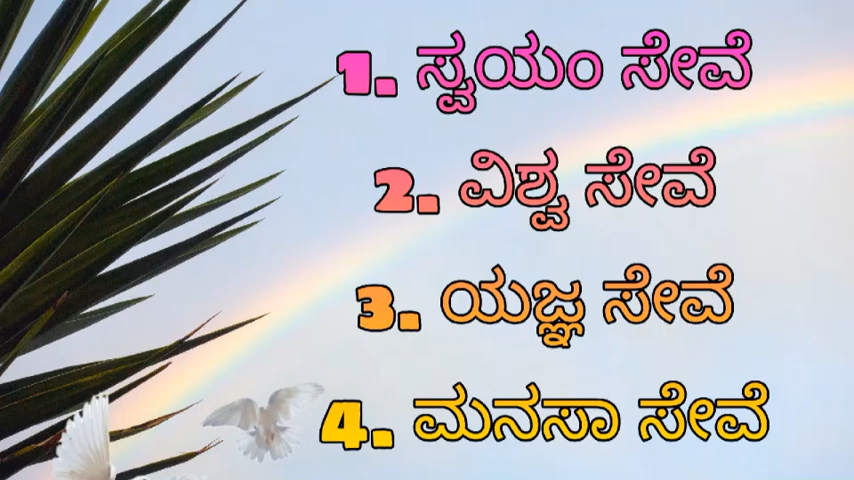 1. ಸ್ವಯಂ ಸೇವೆ
2. ವಿಶ್ವ ಸೇವೆ
3. ಯಜ್ಞ ಸೇವೆ
4. ಮನಸಾ ಸೇವೆ